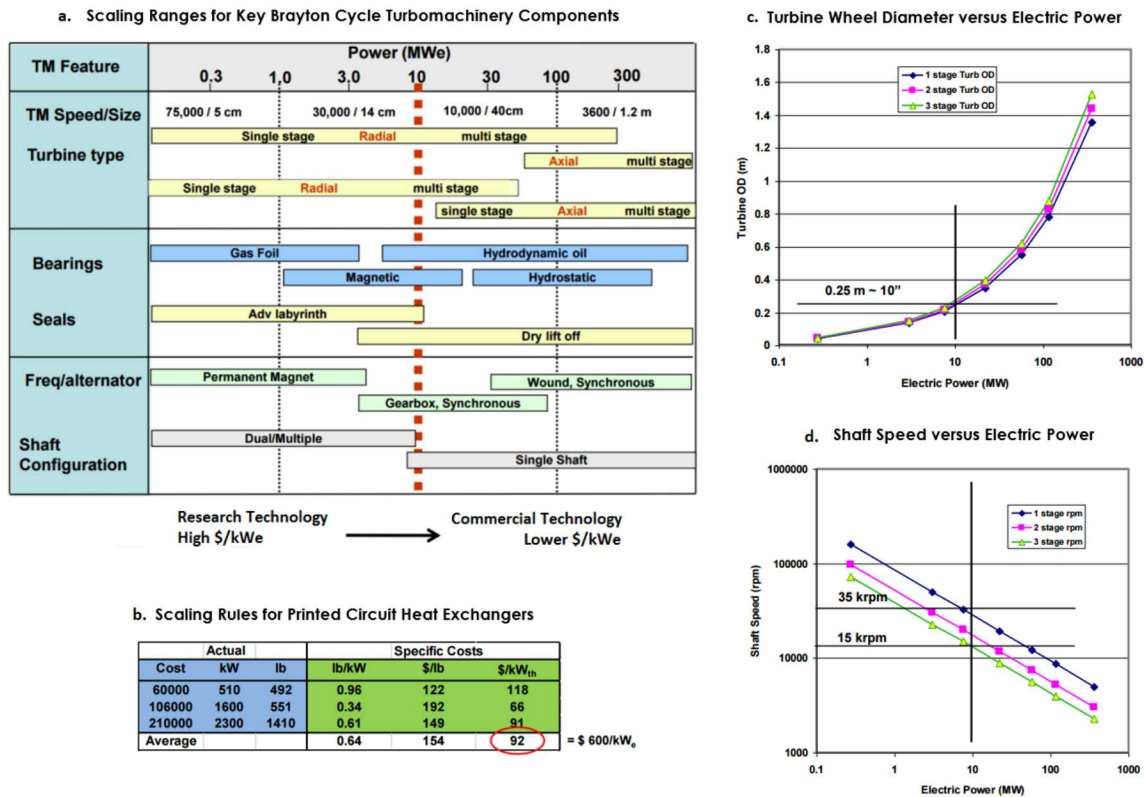 a. Scaling Ranges for Key Brayton Cycle Turbomachinery Components
TM Feature
Power (MWe)
0.3 1,0 3.0 10 30 100 300
TM Speed/Size
75,000 / 5 cm 30,000 / 14 cm 10,000 / 40cm 3600 / 1.2 m
Turbine type
Single stage Radial multi stage
Axial multi stage
Single stage Radial multi stage
single stage Axial multi stage
Bearings
Gas Foil Hydrodynamic oil
Magnetic Hydrostatic
Seals
Adv labyrinth
Dry lift off
Freq/alternator
Permanent Magnet Wound, Synchronous
Gearbox, Synchronous
Shaft
Configuration
Dual/Multiple
Single Shaft
Research Technology
High $/kWe
Commercial Technology
Lower $/kWe
b. Scaling Rules for Printed Circuit Heat Exchangers
Actual Specific Costs
Cost kW lb lb/kW $/lb $/kWth
60000 510 492 0.96 122 118
106000 1600 551 0.34 192 66
210000 2300 1410 0.61 149 91
Average 0.64 154 92 = $ 600/kWe
c. Turbine Wheel Diameter versus Electric Power
1.8
1.6
1.4
1.2
1
0.8
0.6
0.4
0.2
0
Turbine OD (m)
1 stage Turb OD
2 stage Turb OD
3 stage Turb OD
0.25 m ~ 10"
0.1 1 10 100 1000
Electric Power (MW)
d. Shaft Speed versus Electric Power
1000000
100000
10000
1000
Shaft Speed (rpm)
1 stage rpm
2 stage rpm
3 stage rpm
35 krpm
15 krpm
0.1 1 10 100 1000
Electric Power (MW)